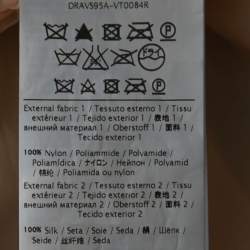 DRAVS95A-VT0084R
External fabric 1 / Tessuto esterno 1 / Tissu
extérieur 1 / Tejido exterior 1 / 表地 1 /
внешний материал 1 / Oberstoff 1 / 面料 1 /
Tecido exterior 1
100% Nylon / Poliammide / Polyamide /
Poliamídica / ナイロン / Нейлон / Polyamid
/ 锦纶 / Poliamida ou nylon
External fabric 2 / Tessuto esterno 2 / Tissu
extérieur 2 / Tejido exterior 2 / 表地 2 /
внешний материал 2 / Oberstoff 2 / 面料 2 /
Tecido exterior 2
100% Silk / Seta / Soie / Seda / 絹 / Шелк /
Seide / 丝纤维 / Seda